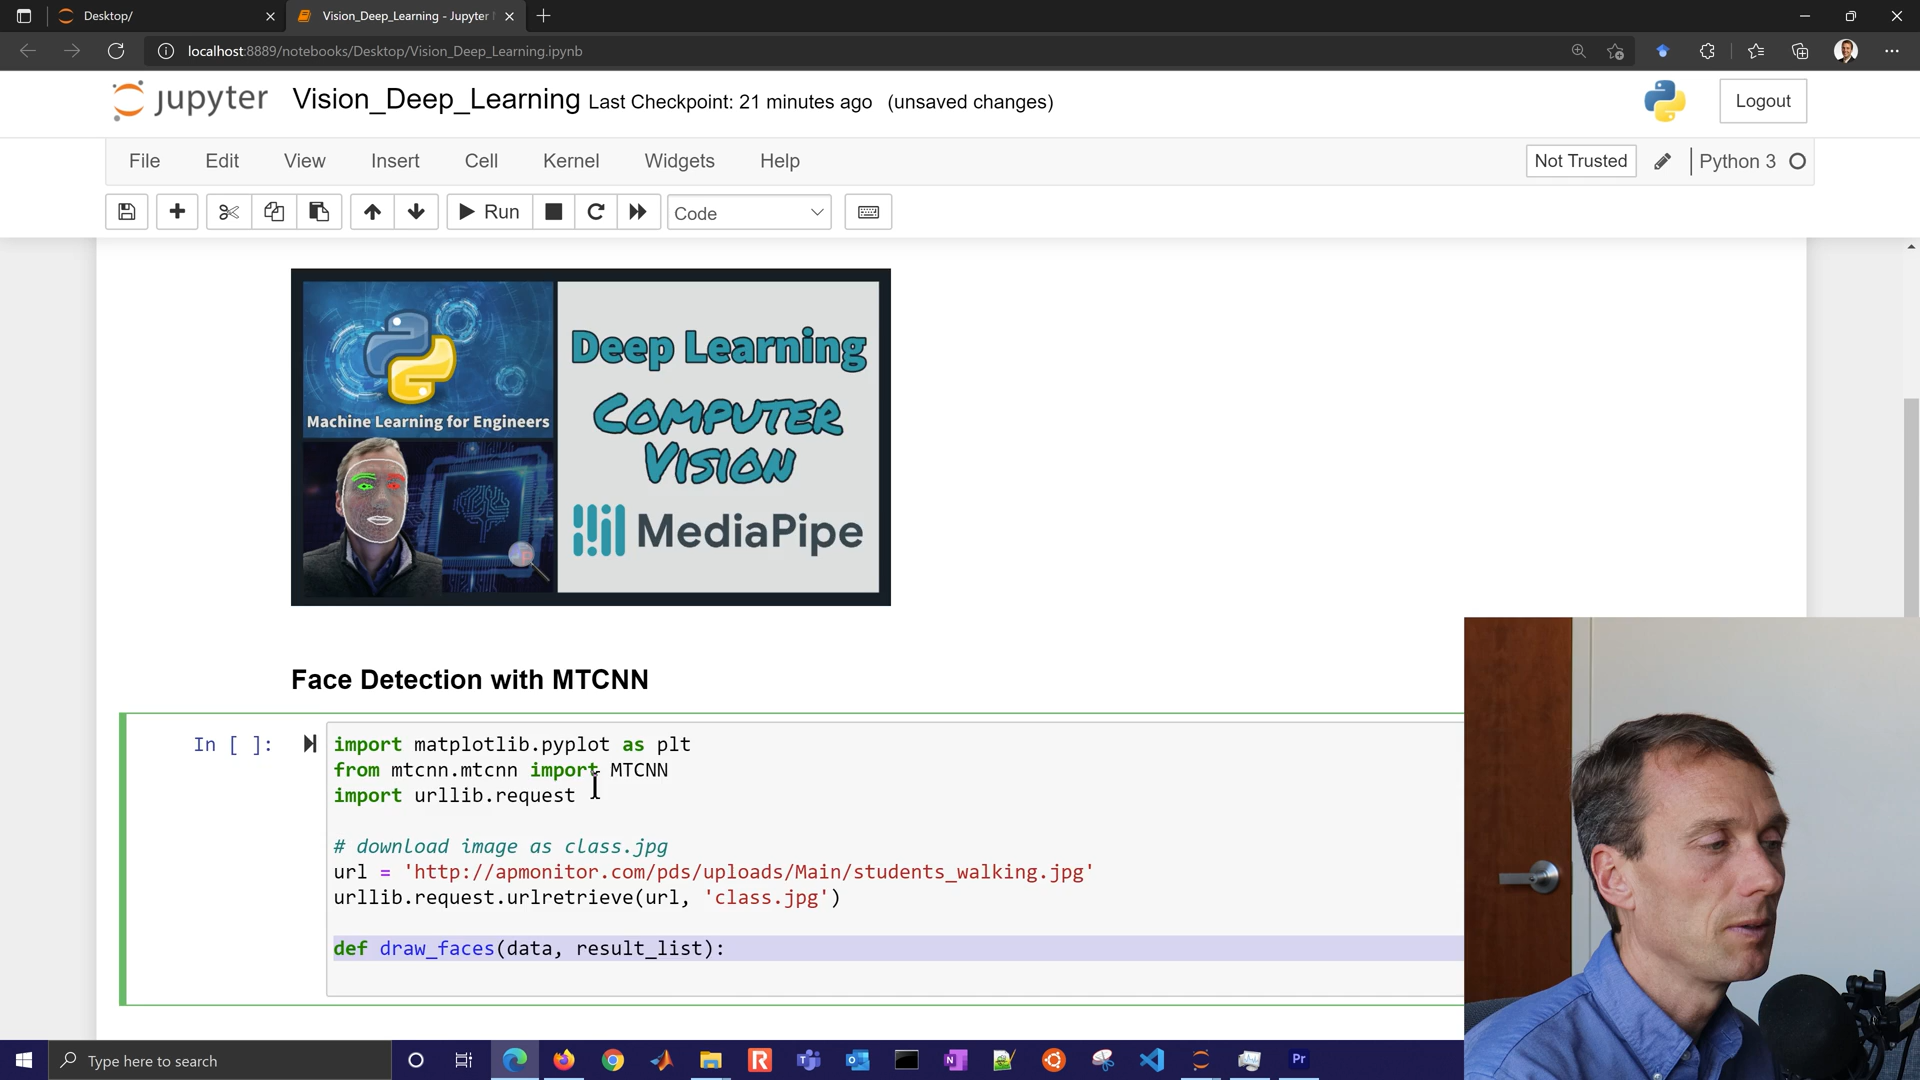 Desktop/
Vision_Deep_Learning - Jupyter
localhost:8889/notebooks/Desktop/Vision_Deep_Learning.ipynb
jupyter Vision_Deep_Learning Last Checkpoint: 21 minutes ago (unsaved changes)
Logout
File Edit View Insert Cell Kernel Widgets Help
Not Trusted Python 3
Run Code
Machine Learning for Engineers
Deep Learning
COMPUTER
VISION
MediaPipe
Face Detection with MTCNN
In [ ]:
import matplotlib.pyplot as plt
from mtcnn.mtcnn import MTCNN
import urllib.request
# download image as class.jpg
url = 'http://apmonitor.com/pds/uploads/Main/students_walking.jpg'
urllib.request.urlretrieve(url, 'class.jpg')
def draw_faces(data, result_list):
Type here to search
R
Pr